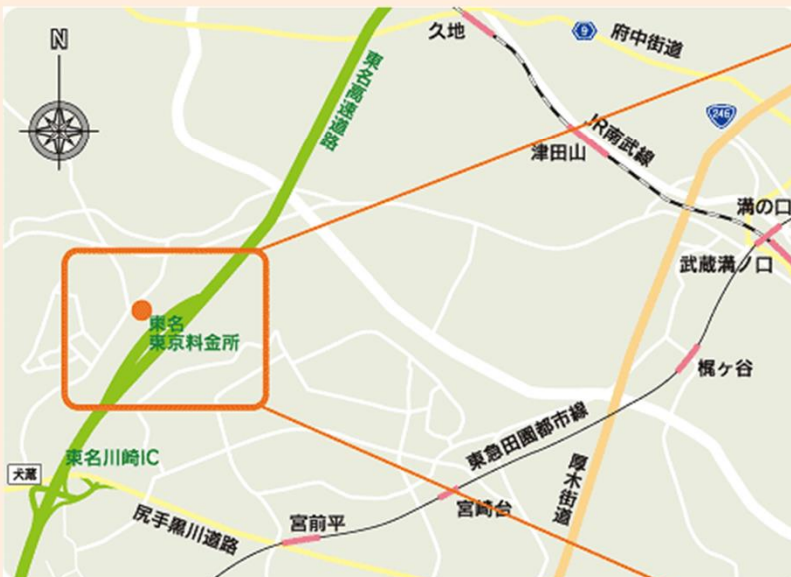 N
久地
9
府中街道
東名高速道路
246
JR南武線
津田山
溝の口
武蔵溝ノ口
東名
東京料金所
梶ヶ谷
東急田園都市線
東名川崎IC
犬蔵
厚木街道
宮崎台
宮前平
尻手黒川道路